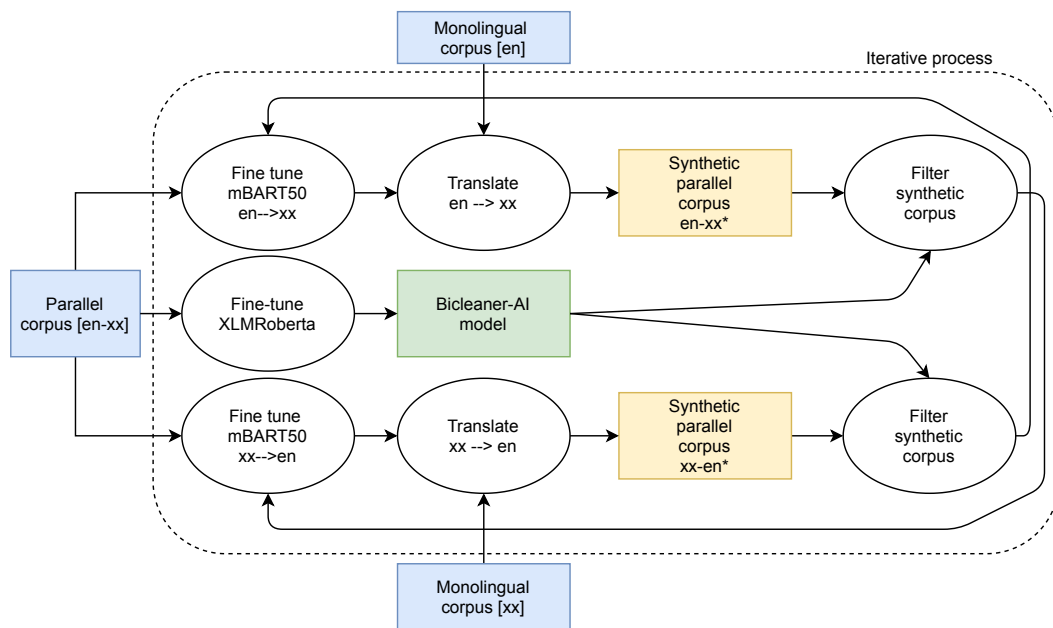 Monolingual
corpus [en]
Iterative process
Fine tune
mBART50
en-->xx
Translate
en --> xx
Synthetic
parallel
corpus
en-xx*
Filter
synthetic
corpus
Parallel
corpus [en-xx]
Fine-tune
XLMRoberta
Bicleaner-AI
model
Fine tune
mBART50
xx-->en
Translate
xx --> en
Synthetic
parallel
corpus
xx-en*
Filter
synthetic
corpus
Monolingual
corpus [xx]